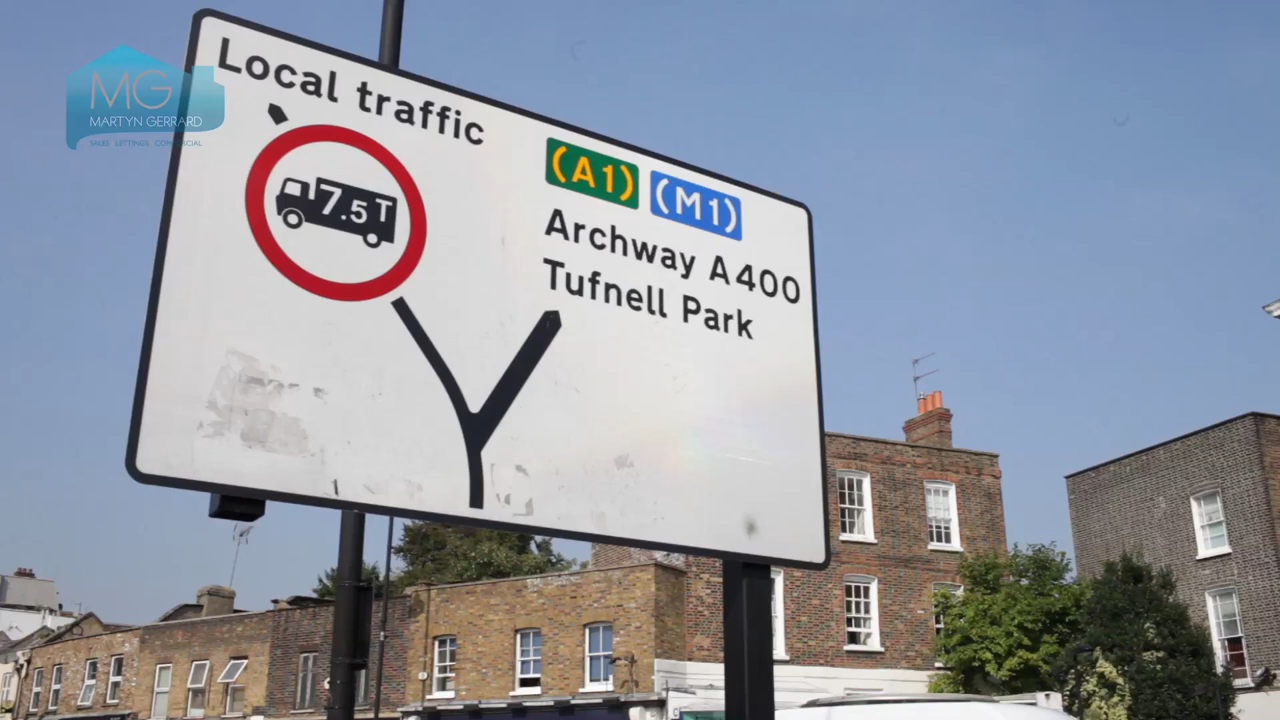 MG
MARTYN GERRARD
SALES LETTINGS COMMERCIAL
Local traffic
7.5T
(A1) (M1)
Archway A400
Tufnell Park